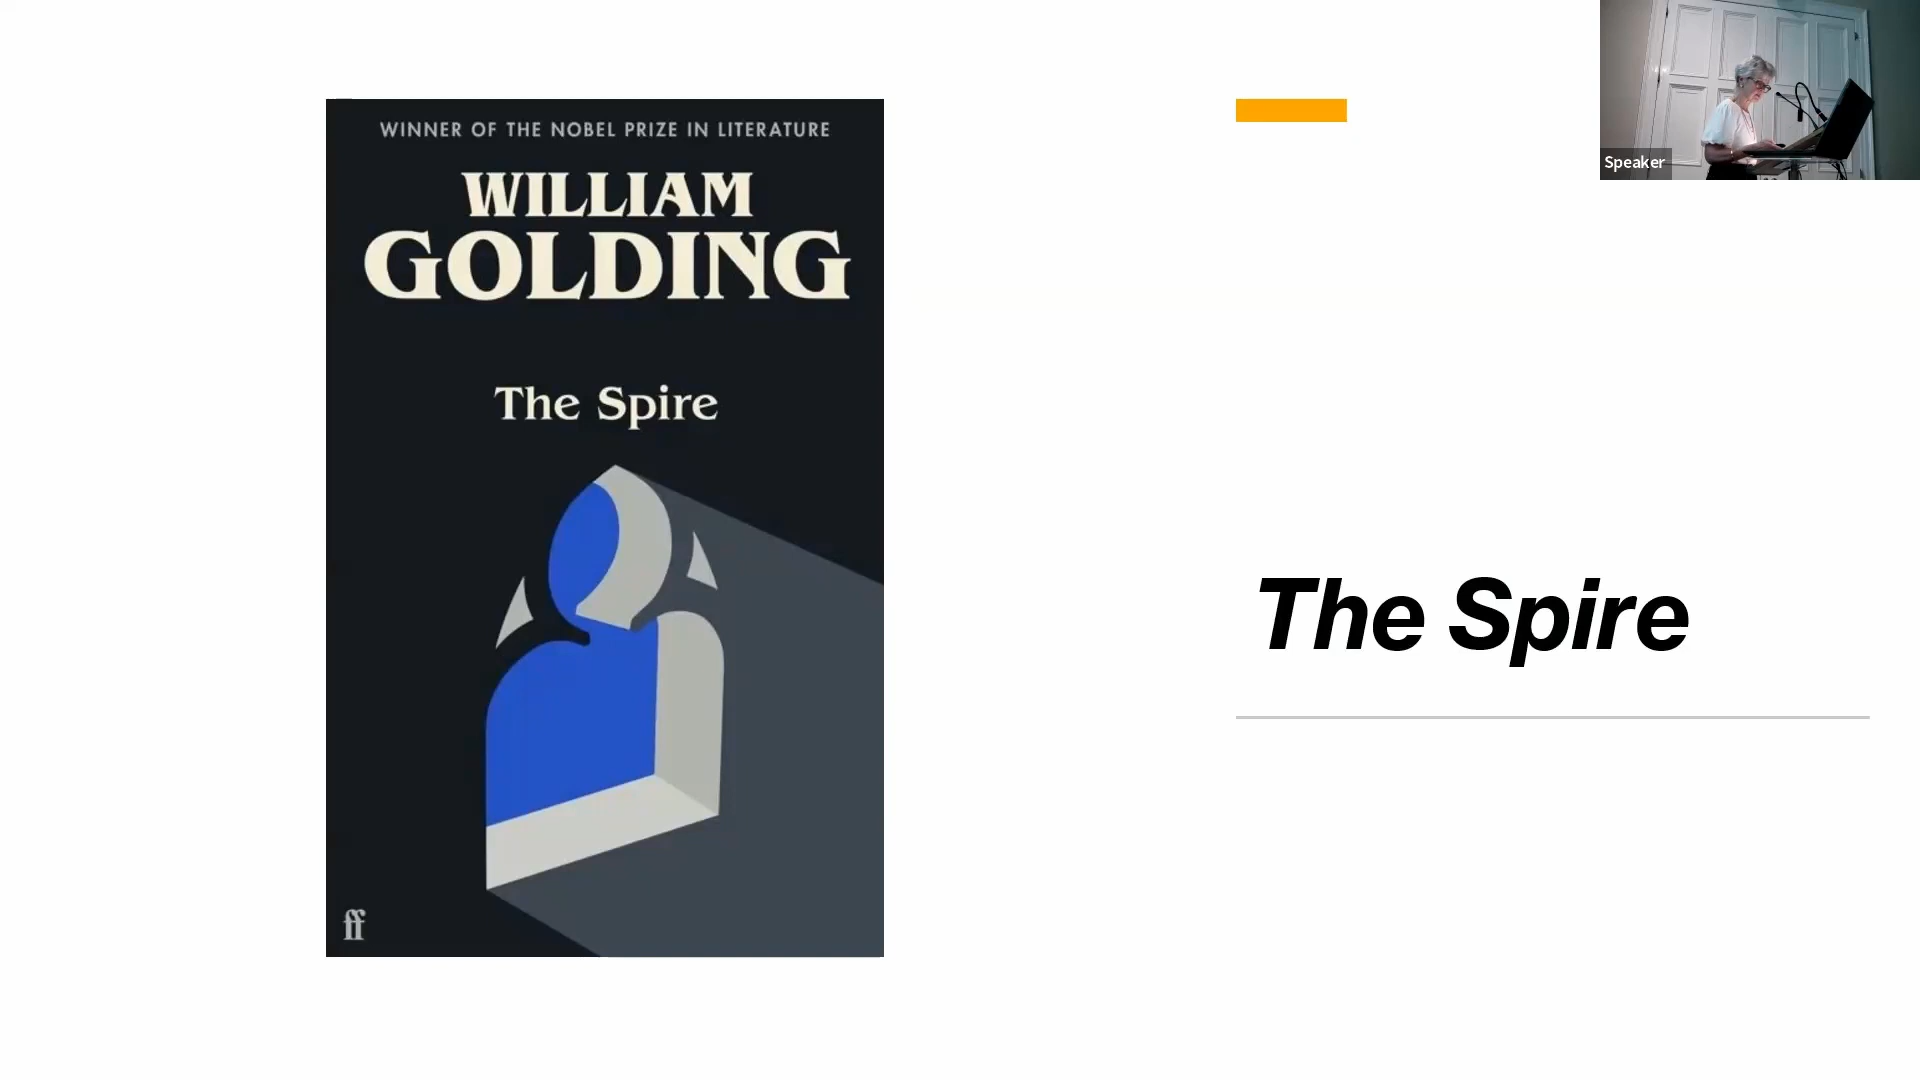 WINNER OF THE NOBEL PRIZE IN LITERATURE
WILLIAM
GOLDING
The Spire
ff
The Spire
Speaker